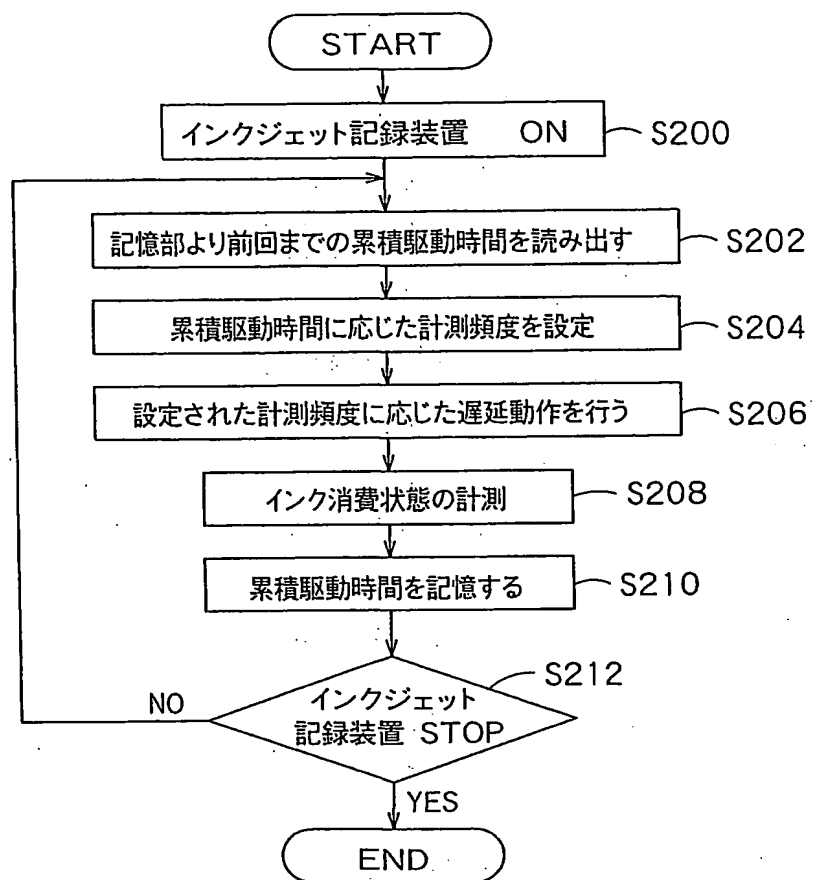 START
インクジェット記録装置 ON
S200
記憶部より前回までの累積駆動時間を読み出す
S202
累積駆動時間に応じた計測頻度を設定
S204
設定された計測頻度に応じた遅延動作を行う
S206
インク消費状態の計測
S208
累積駆動時間を記憶する
S210
インクジェット
記録装置 STOP
S212
NO
YES
END